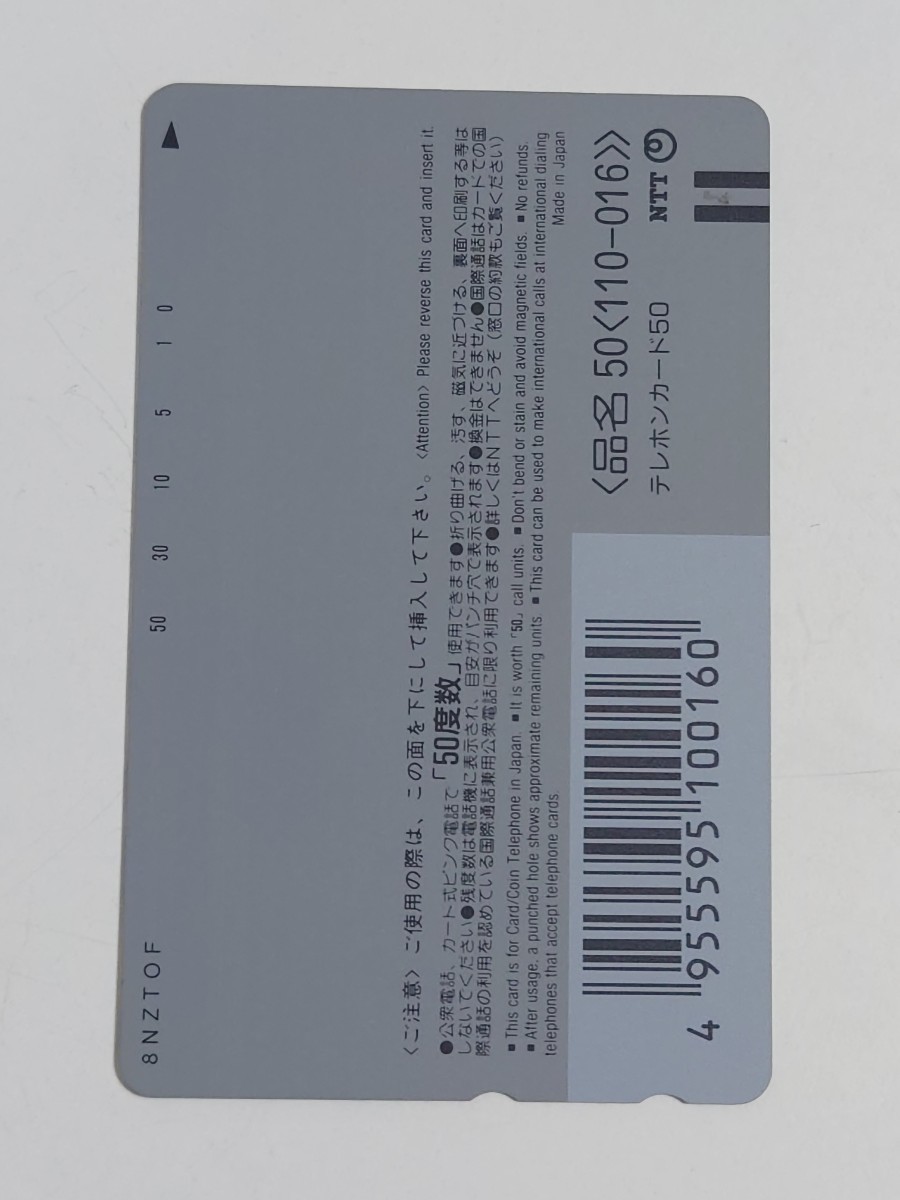 8NZTOF
50 30 10 5 1 0
〈ご注意〉ご使用の際は、この面を下にして挿入して下さい。〈Attention〉Please reverse this card and insert it.
●公衆電話、カード式ピンク電話で「50度数」使用できます●折り曲げる、汚す、磁気に近づける、裏面へ印刷する等は
しないでください●残度数は電話機に表示され、目安がパンチ穴で表示されます●換金はできません●国際通話はカードでの国
際通話の利用を認めている国際通話兼用公衆電話に限り利用できます●詳しくはNTTへどうぞ（窓口の約款もご覧ください）
■ This card is for Card/Coin Telephone in Japan. ■ It is worth「50」call units. ■ Don't bend or stain and avoid magnetic fields. ■ No refunds.
■ After usage, a punched hole shows approximate remaining units. ■ This card can be used to make international calls at international dialing
telephones that accept telephone cards.
Made in Japan
〈品名 50〈110-016〉〉
テレホンカード50
NTT
4 955595 100160